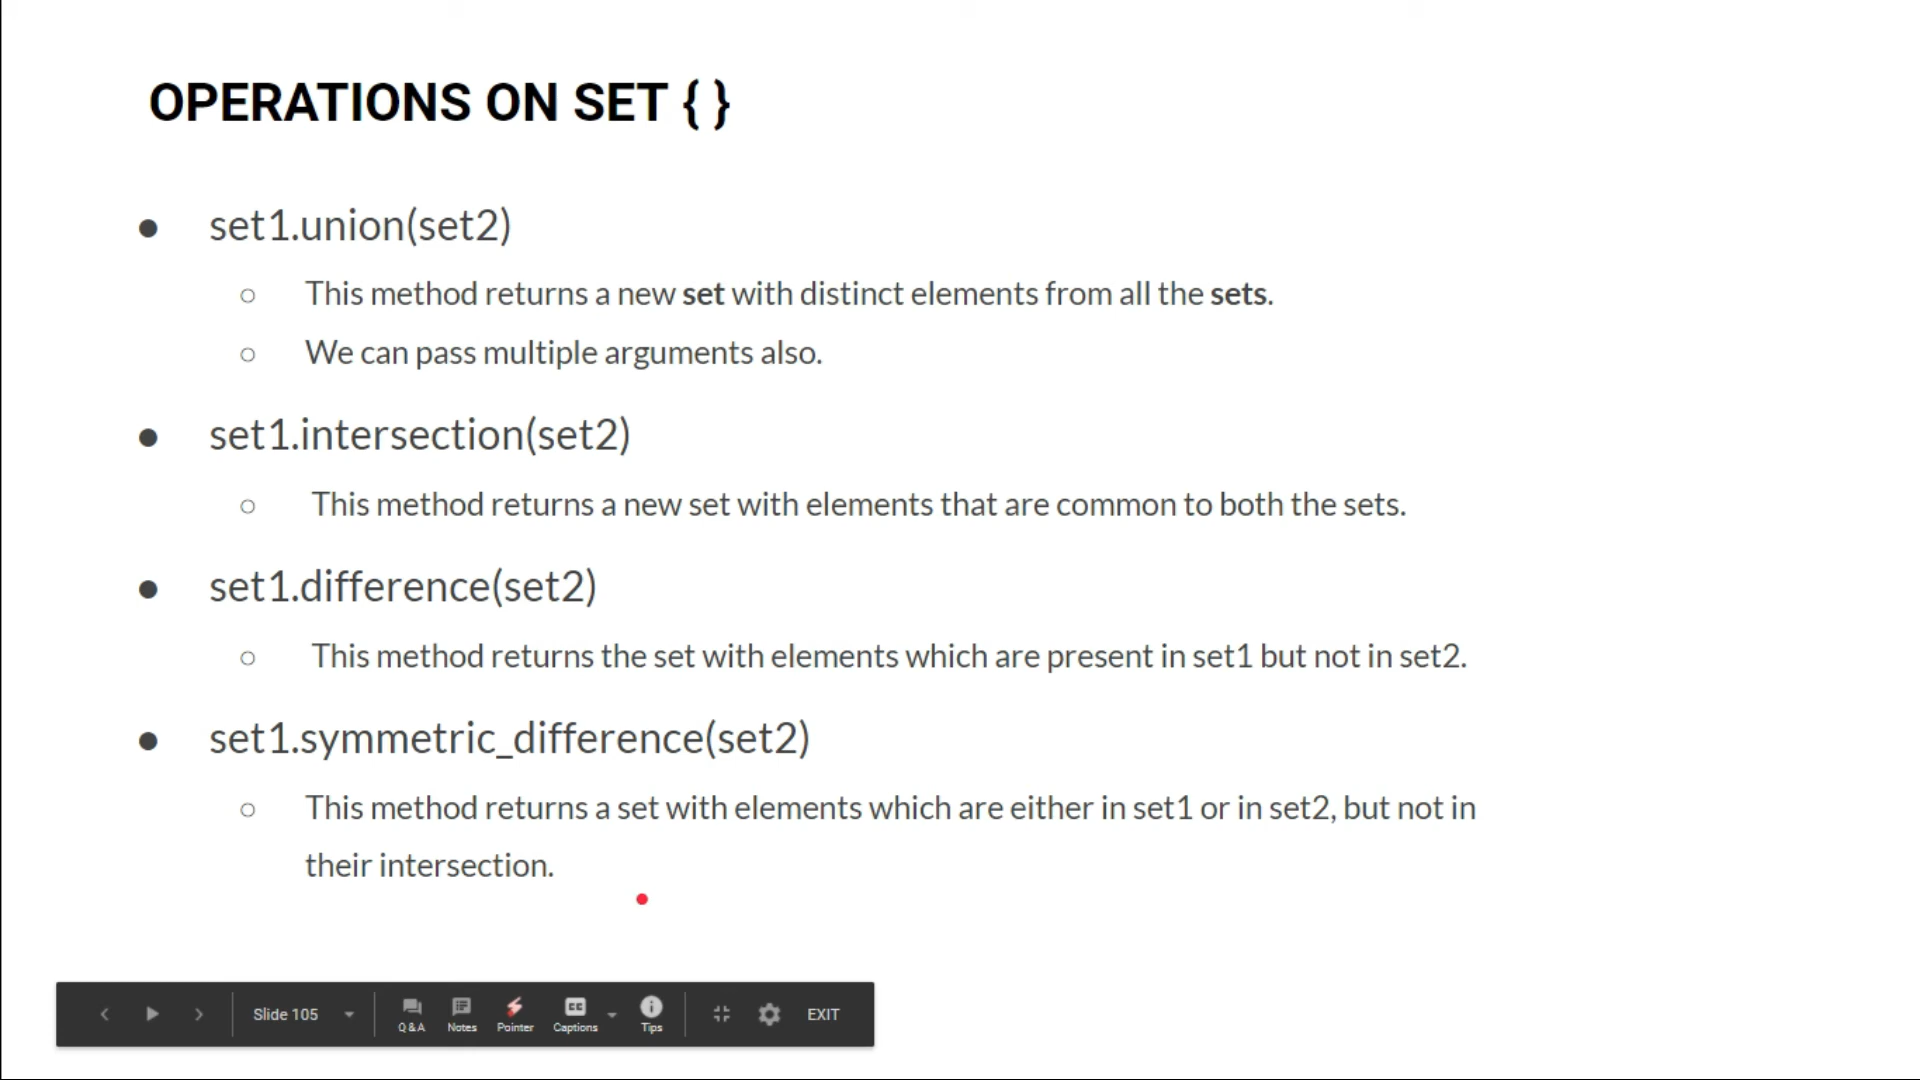 OPERATIONS ON SET { }
● set1.union(set2)
○ This method returns a new set with distinct elements from all the sets.
○ We can pass multiple arguments also.
● set1.intersection(set2)
○ This method returns a new set with elements that are common to both the sets.
● set1.difference(set2)
○ This method returns the set with elements which are present in set1 but not in set2.
● set1.symmetric_difference(set2)
○ This method returns a set with elements which are either in set1 or in set2, but not in
their intersection.
Slide 105 Q&A Notes Pointer CC Captions Tips EXIT